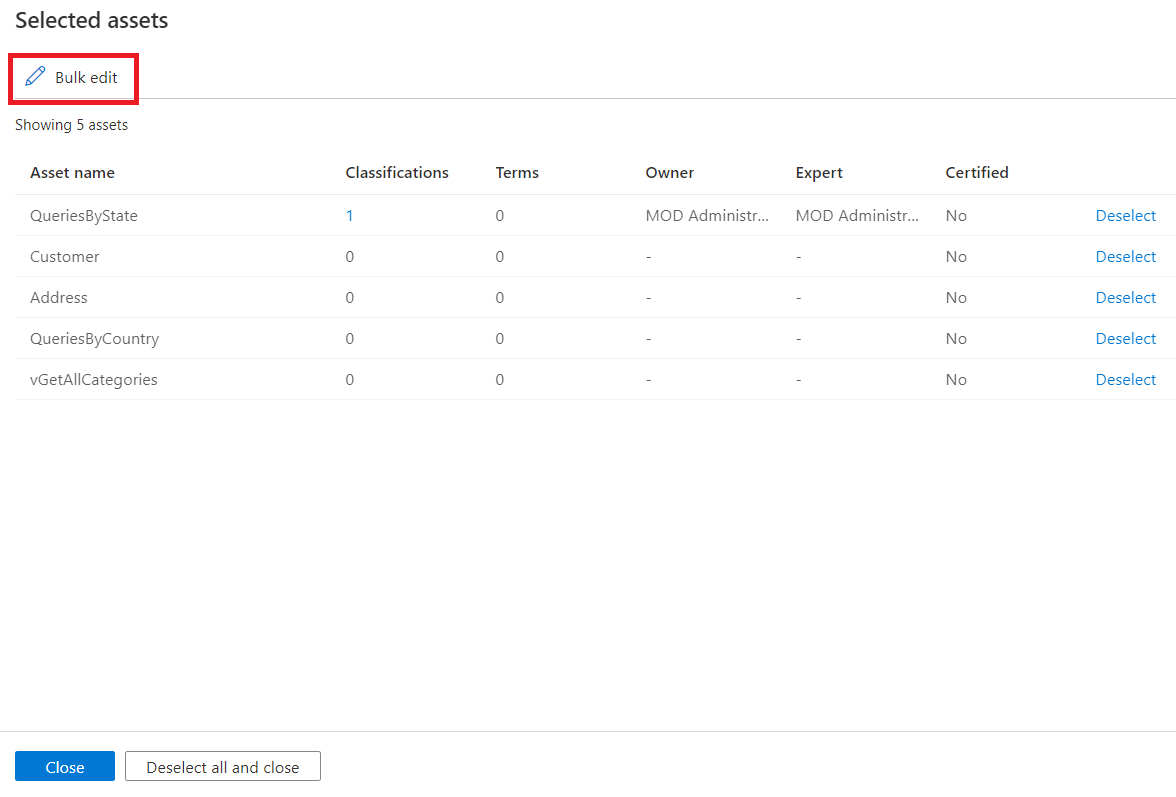 Selected assets
Bulk edit
Showing 5 assets
Asset name Classifications Terms Owner Expert Certified
QueriesByState 1 0 MOD Administr... MOD Administr... No Deselect
Customer 0 0 - - No Deselect
Address 0 0 - - No Deselect
QueriesByCountry 0 0 - - No Deselect
vGetAllCategories 0 0 - - No Deselect
Close Deselect all and close